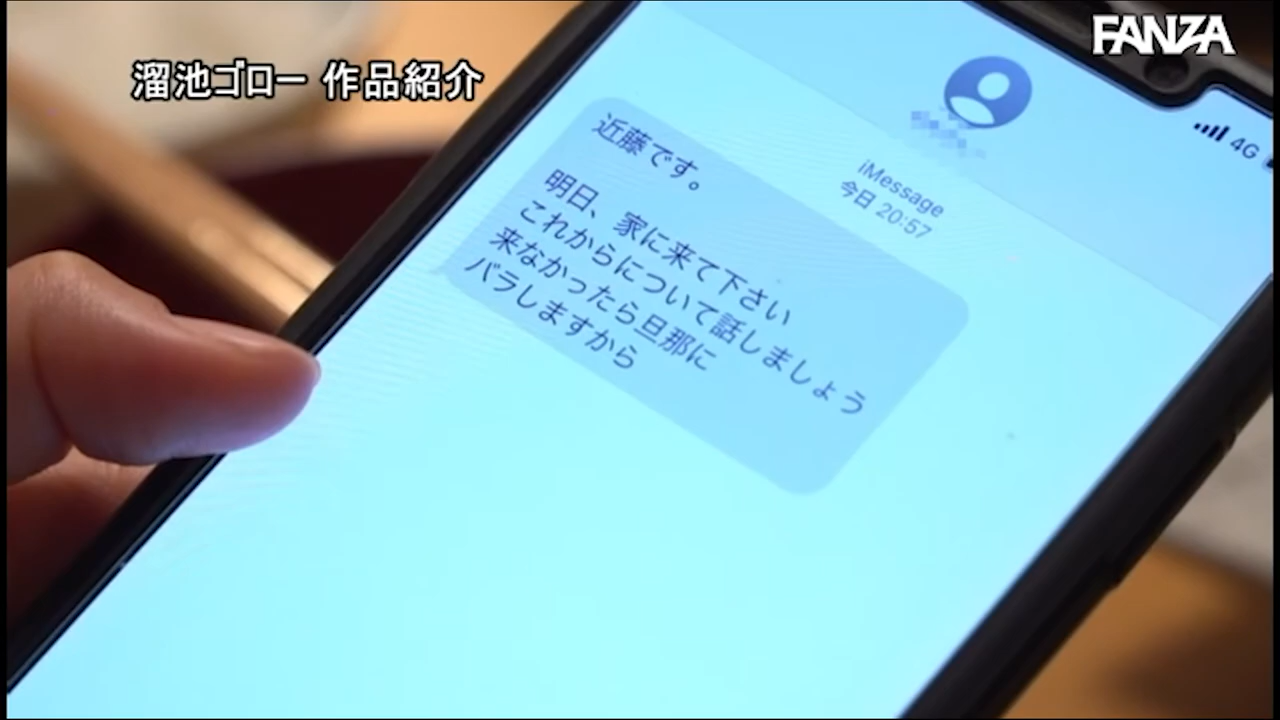 FANZA
溜池ゴロー 作品紹介
4G
iMessage
今日 20:57
近藤です。
明日、家に来て下さい
これからについて話しましょう
来なかったら旦那に
バラしますから